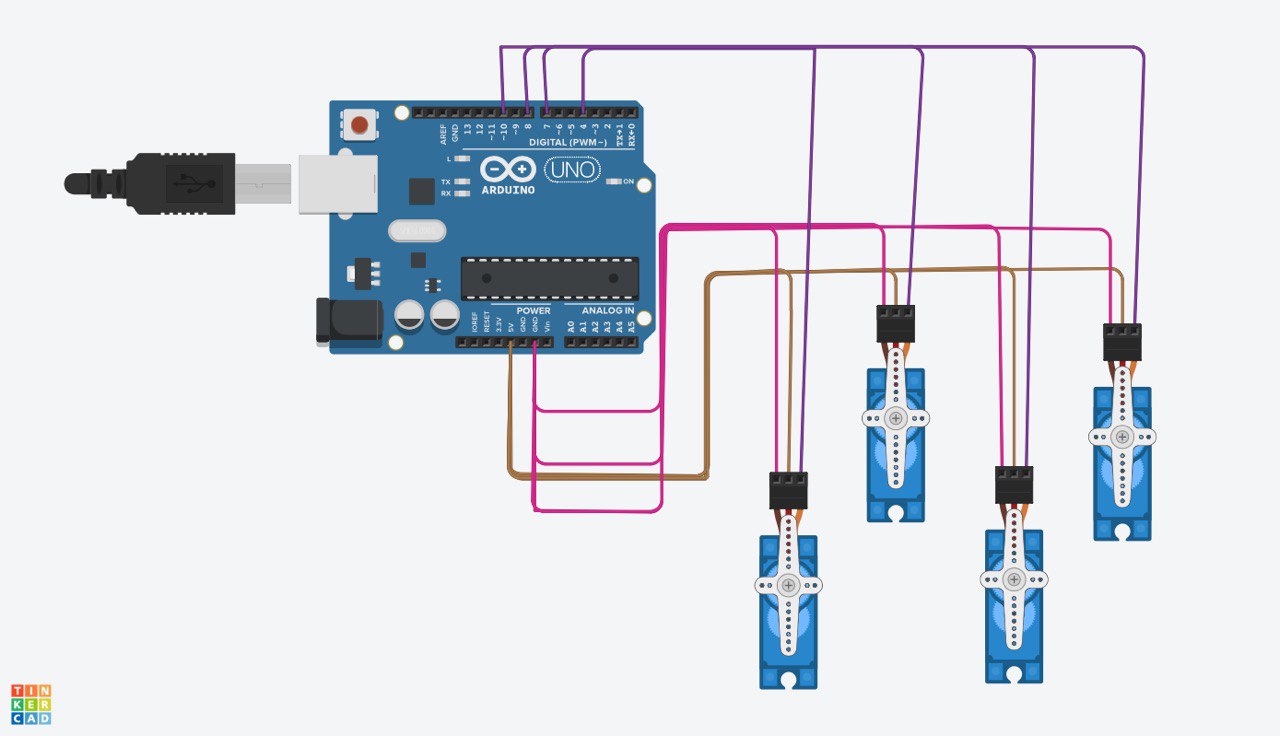 AREF
GND
13
12
~11
~10
~9
8
7
~6
~5
4
~3
2
TX→1
RX←0
DIGITAL (PWM~)
L
TX
RX
ARDUINO
UNO
ON
POWER
ANALOG IN
IOREF
RESET
3.3V
5V
GND
GND
Vin
A0
A1
A2
A3
A4
A5
TIN
KER
CAD